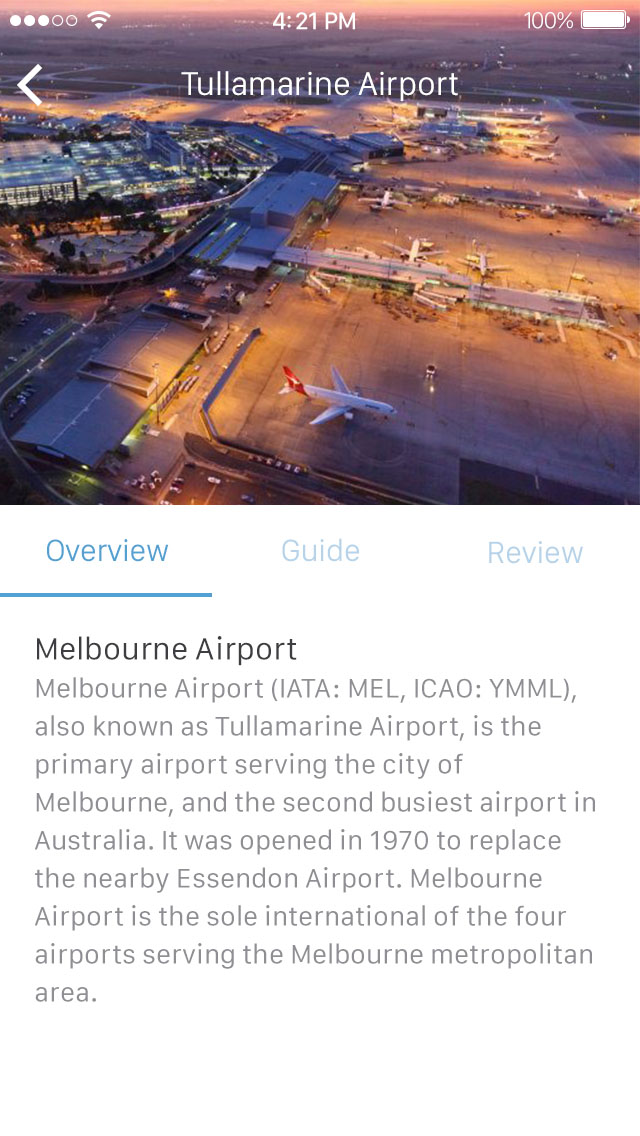 4:21 PM
100%
Tullamarine Airport
Overview
Guide
Review
Melbourne Airport
Melbourne Airport (IATA: MEL, ICAO: YMML),
also known as Tullamarine Airport, is the
primary airport serving the city of
Melbourne, and the second busiest airport in
Australia. It was opened in 1970 to replace
the nearby Essendon Airport. Melbourne
Airport is the sole international of the four
airports serving the Melbourne metropolitan
area.